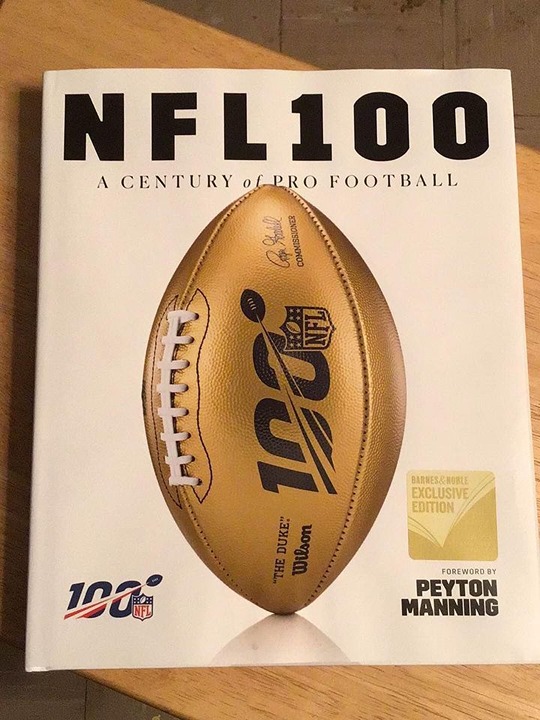 NFL100
A CENTURY of PRO FOOTBALL
COMMISSIONER
NFL
100
"THE DUKE"
Wilson
BARNES & NOBLE
EXCLUSIVE
EDITION
FOREWORD BY
PEYTON
MANNING
100
NFL